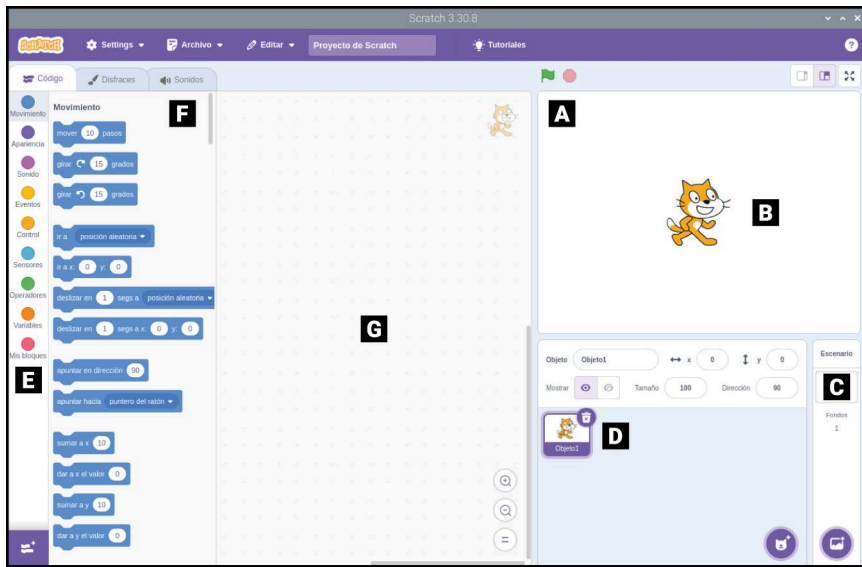 Scratch 3.30.8
SCRATCH Settings Archivo Editar Proyecto de Scratch Tutoriales ?
Código Disfraces Sonidos
Movimiento
Apariencia
Sonido
Eventos
Control
Sensores
Operadores
Variables
Mis bloques
E
Movimiento
F
mover 10 pasos
girar 15 grados
girar 15 grados
ir a posición aleatoria
ir a x: 0 y: 0
deslizar en 1 segs a posición aleatoria
deslizar en 1 segs a x: 0 y: 0
apuntar en dirección 90
apuntar hacia puntero del ratón
sumar a x 10
dar a x el valor 0
sumar a y 10
dar a y el valor 0
G
A
B
Objeto Objeto1 x 0 y 0
Mostrar Tamaño 100 Dirección 90
Objeto1
D
Escenario
C
Fondos
1